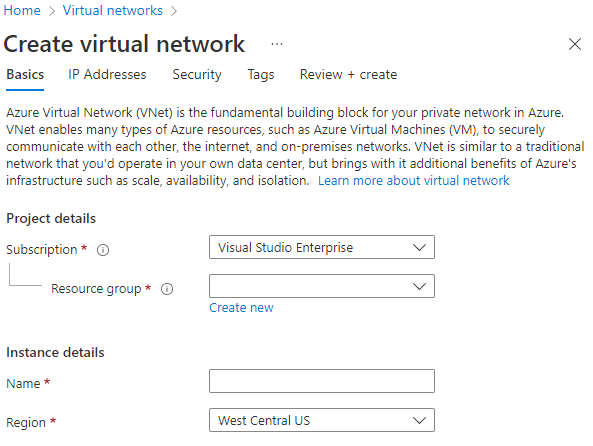 Home > Virtual networks >
Create virtual network ...
Basics IP Addresses Security Tags Review + create
Azure Virtual Network (VNet) is the fundamental building block for your private network in Azure.
VNet enables many types of Azure resources, such as Azure Virtual Machines (VM), to securely
communicate with each other, the internet, and on-premises networks. VNet is similar to a traditional
network that you'd operate in your own data center, but brings with it additional benefits of Azure's
infrastructure such as scale, availability, and isolation. Learn more about virtual network
Project details
Subscription * Visual Studio Enterprise
Resource group *
Create new
Instance details
Name *
Region * West Central US